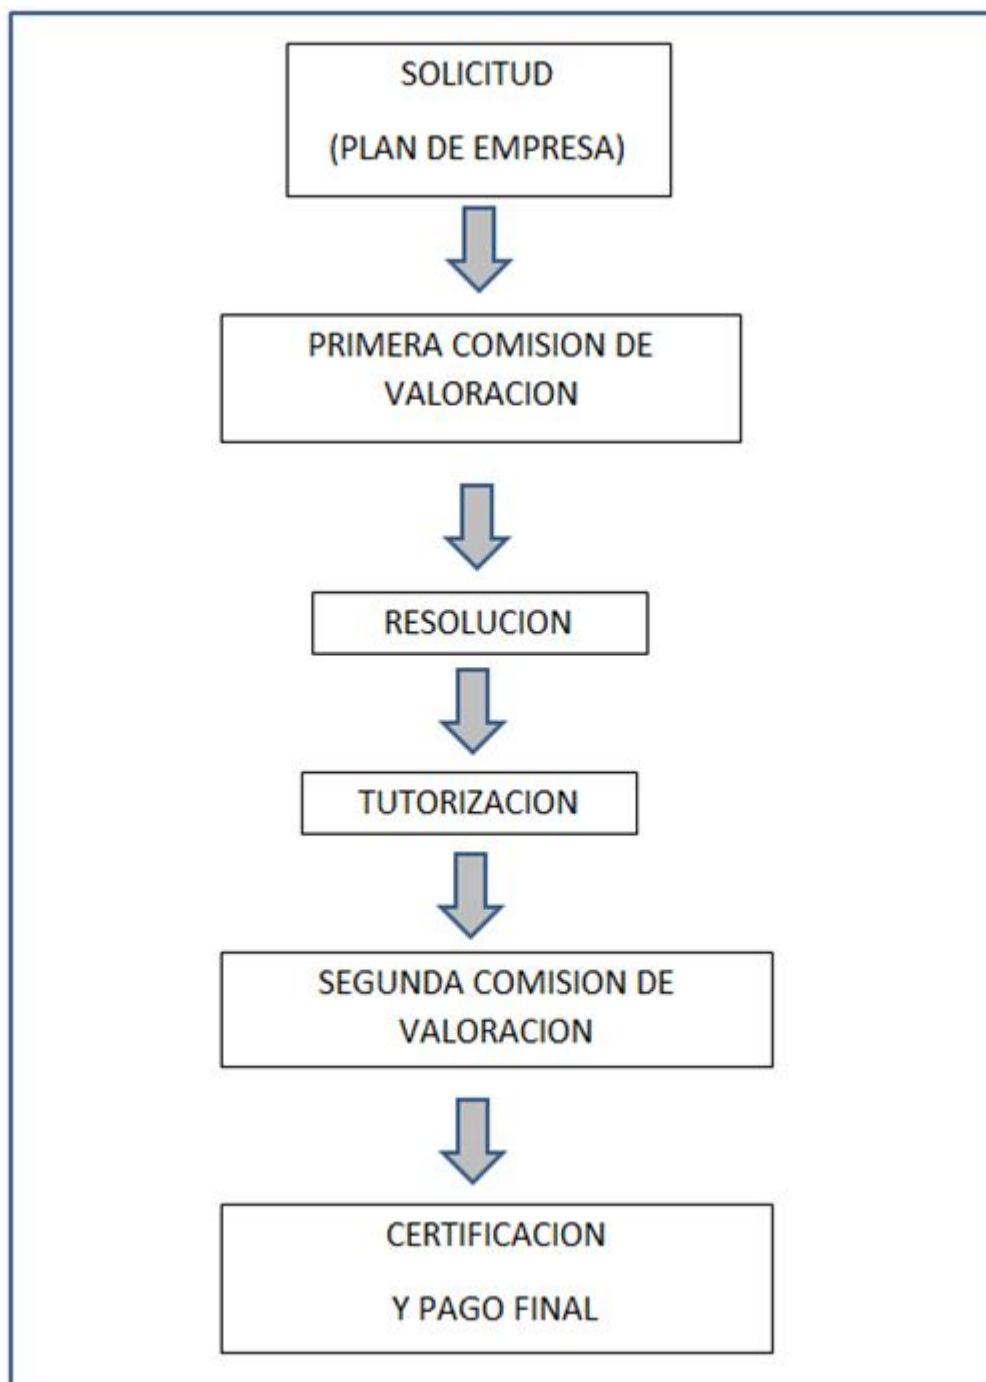 SOLICITUD
(PLAN DE EMPRESA)
PRIMERA COMISION DE
VALORACION
RESOLUCION
TUTORIZACION
SEGUNDA COMISION DE
VALORACION
CERTIFICACION
Y PAGO FINAL